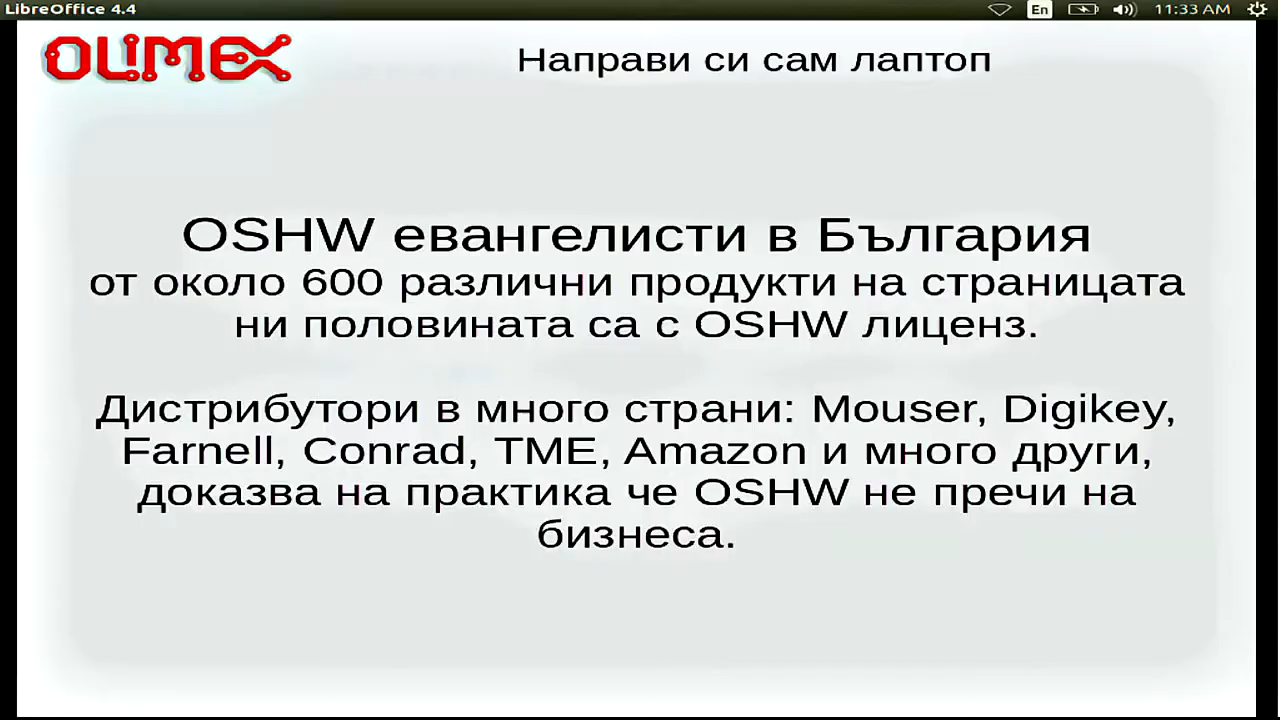 LibreOffice 4.4
En
11:33 AM
OLIMEX
Направи си сам лаптоп
OSHW евангелисти в България
от около 600 различни продукти на страницата
ни половината са с OSHW лиценз.
Дистрибутори в много страни: Mouser, Digikey,
Farnell, Conrad, TME, Amazon и много други,
доказва на практика че OSHW не пречи на
бизнеса.